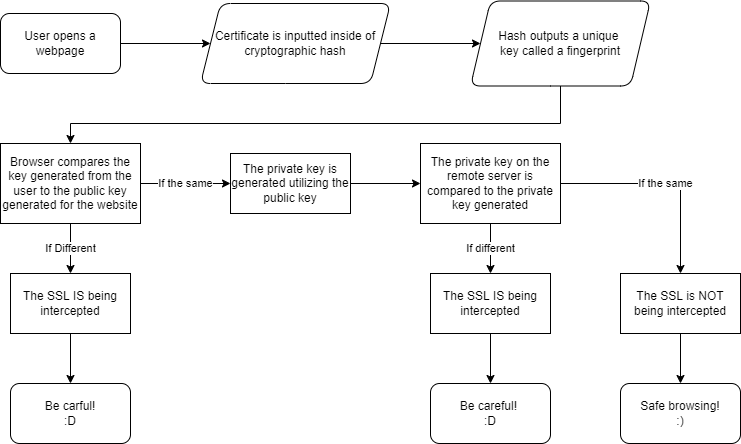 User opens a
webpage
Certificate is inputted inside of
cryptographic hash
Hash outputs a unique
key called a fingerprint
Browser compares the
key generated from the
user to the public key
generated for the website
If the same
The private key is
generated utilizing the
public key
The private key on the
remote server is
compared to the private
key generated
If the same
If Different
If different
The SSL IS being
intercepted
The SSL IS being
intercepted
The SSL is NOT
being intercepted
Be carful!
:D
Be careful!
:D
Safe browsing!
:)